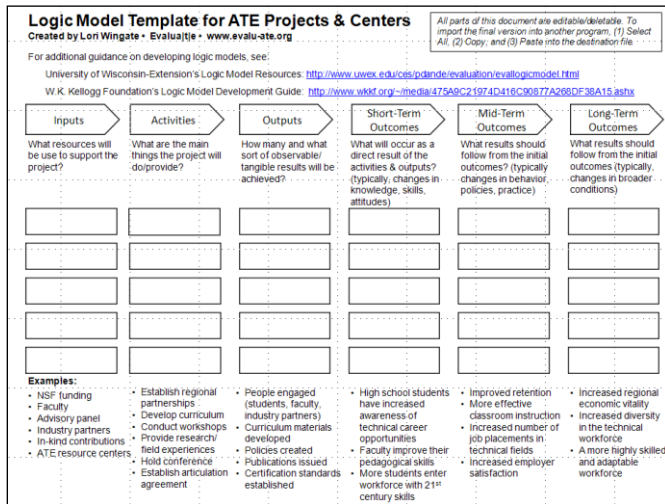 Logic Model Template for ATE Projects & Centers
Created by Lori Wingate • Evalua|t|e • www.evalu-ate.org
All parts of this document are editable/deletable. To
import the final version into another program, (1) Select
All, (2) Copy; and (3) Paste into the destination file.
For additional guidance on developing logic models, see:
University of Wisconsin-Extension's Logic Model Resources: http://www.uwex.edu/ces/pdande/evaluation/evallogicmodel.html
W.K. Kellogg Foundation's Logic Model Development Guide: http://www.wkkf.org/~/media/475A9C21974D416C90877A268DF38A15.ashx
Inputs
What resources will
be use to support the
project?
Activities
What are the main
things the project will
do/provide?
Outputs
How many and what
sort of observable/
tangible results will be
achieved?
Short-Term
Outcomes
What will occur as a
direct result of the
activities & outputs?
(typically, changes in
knowledge, skills,
attitudes)
Mid-Term
Outcomes
What results should
follow from the initial
outcomes? (typically
changes in behavior,
policies, practice)
Long-Term
Outcomes
What results should
follow from the initial
outcomes (typically,
changes in broader
conditions)
Examples:
• NSF funding
• Faculty
• Advisory panel
• Industry partners
• In-kind contributions
• ATE resource centers
• Establish regional
partnerships
• Develop curriculum
• Conduct workshops
• Provide research/
field experiences
• Hold conference
• Establish articulation
agreement
• People engaged
(students, faculty,
industry partners)
• Curriculum materials
developed
• Policies created
• Publications issued
• Certification standards
established
• High school students
have increased
awareness of
technical career
opportunities
• Faculty improve their
pedagogical skills
• More students enter
workforce with 21st
century skills
• Improved retention
• More effective
classroom instruction
• Increased number of
job placements in
technical fields
• Increased employer
satisfaction
• Increased regional
economic vitality
• Increased diversity in
the technical
workforce
• A more highly skilled
and adaptable
workforce